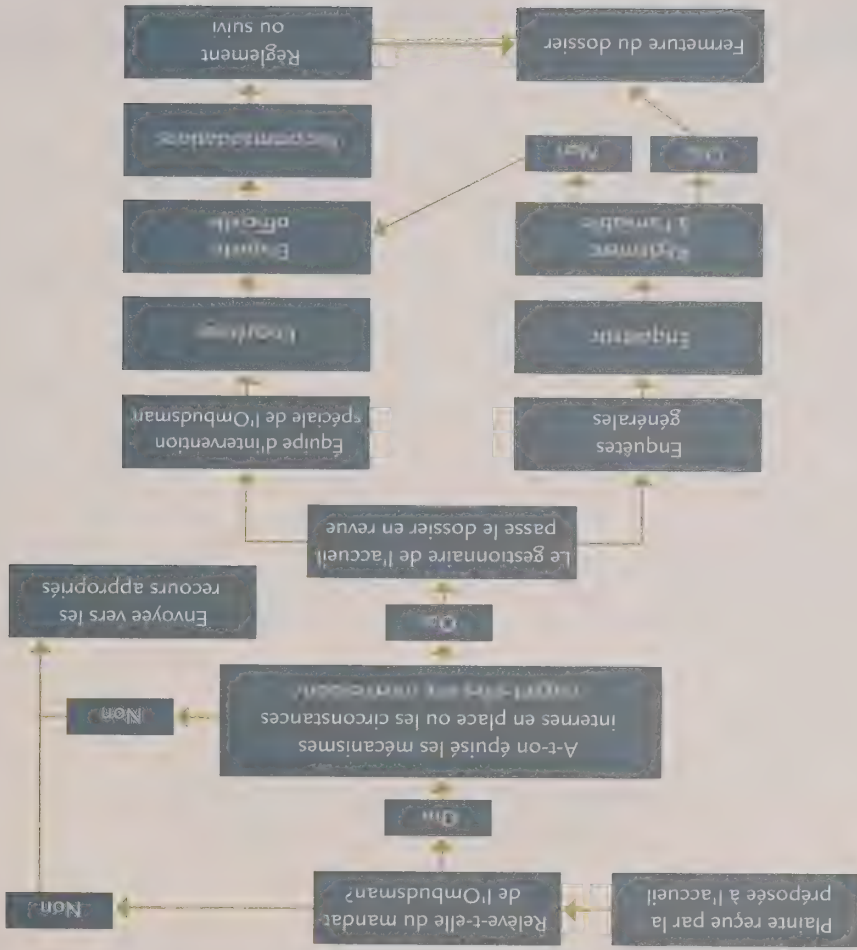 Plainte reçue par la
préposée à l'accueil
Relève-t-elle du mandat
de l'Ombudsman?
Non
Oui
A-t-on épuisé les mécanismes
internes en place ou les circonstances
Non
Envoyée vers les
recours appropriés
Oui
Le gestionnaire de l'accueil
passe le dossier en revue
Enquêtes
générales
Enquêteur
Règlement
à l'amiable
Oui
Non
Fermeture du dossier
Équipe d'intervention
spéciale de l'Ombudsman
Enquêteur
Enquête
officielle
Recommandations
Règlement
ou suivi